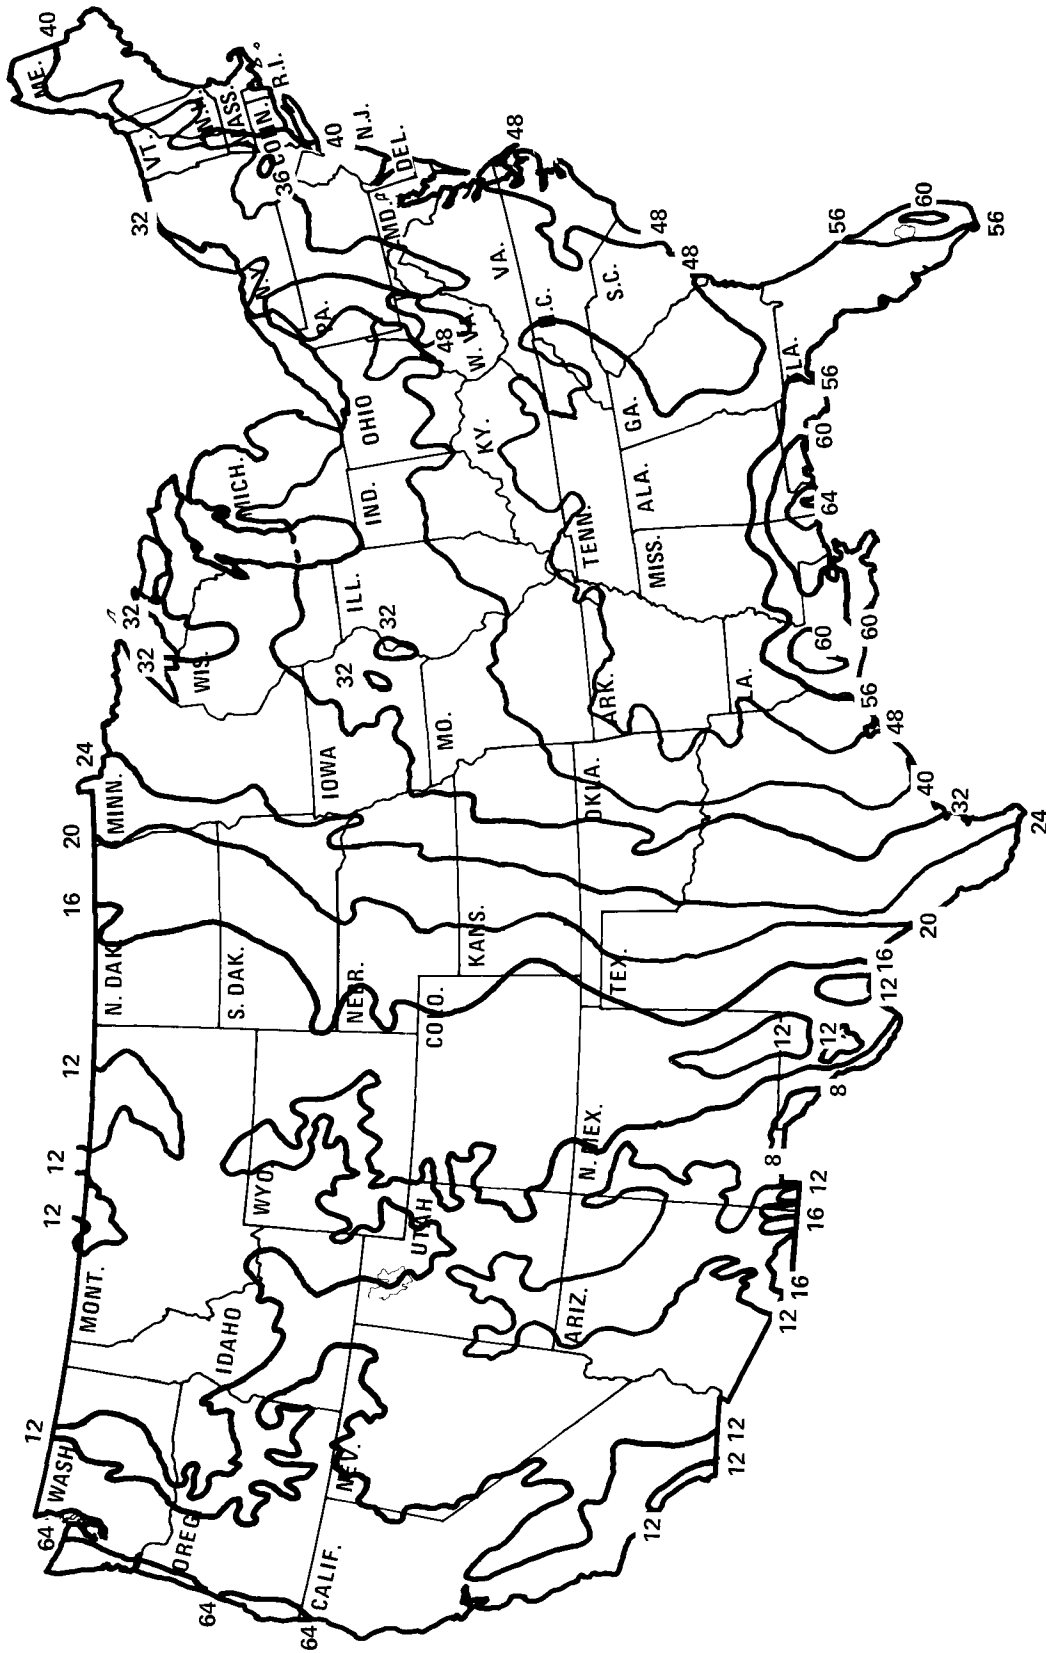 64
WASH
12
MONT.
12
12
12
N. DAK
16
20
MINN.
24
32
32
WIS.
MICH.
N.Y.
32
VT.
ME.
40
N.H.
MASS.
CONN.
R.I.
64
OREG
IDAHO
WYO.
S. DAK.
IOWA
32
32
ILL.
IND.
OHIO
PA.
36
40
N.J.
64
CALIF.
NEV.
UTAH
COLO.
NEBR.
KANS.
MO.
KY.
48
W. VA.
MD.
DEL.
VA.
48
ARIZ.
N. MEX.
TEX.
OKLA.
ARK.
TENN.
N.C.
S.C.
48
48
MISS.
ALA.
GA.
LA.
LA.
12
12
12
12
16
16
12
8
8
12
12
12
16
20
24
32
40
48
56
60
60
64
60
56
56
60
56